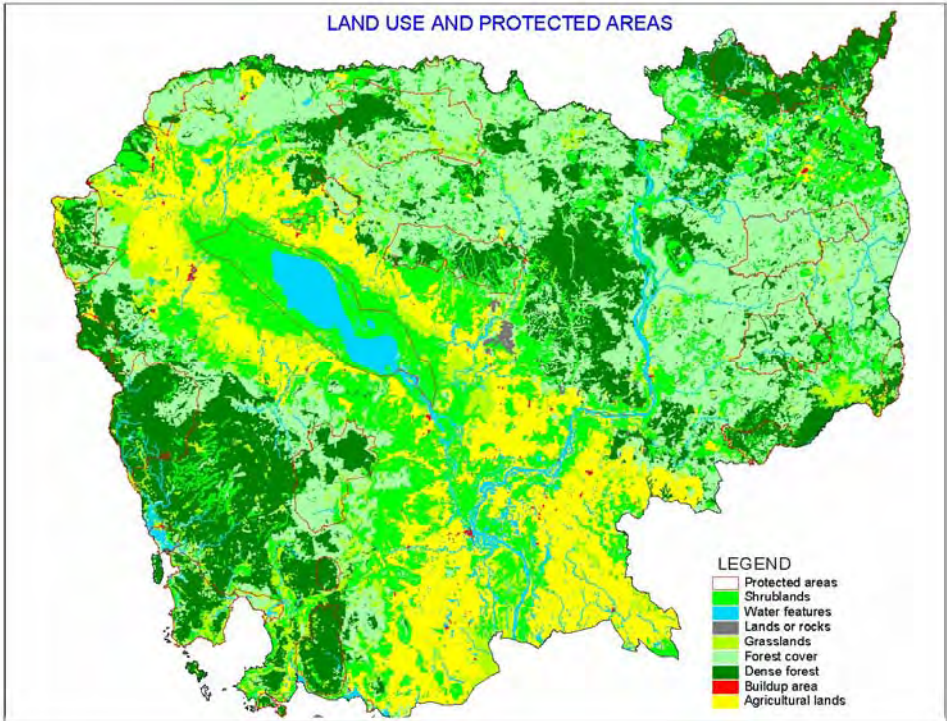 LAND USE AND PROTECTED AREAS
LEGEND
Protected areas
Shrublands
Water features
Lands or rocks
Grasslands
Forest cover
Dense forest
Buildup area
Agricultural lands